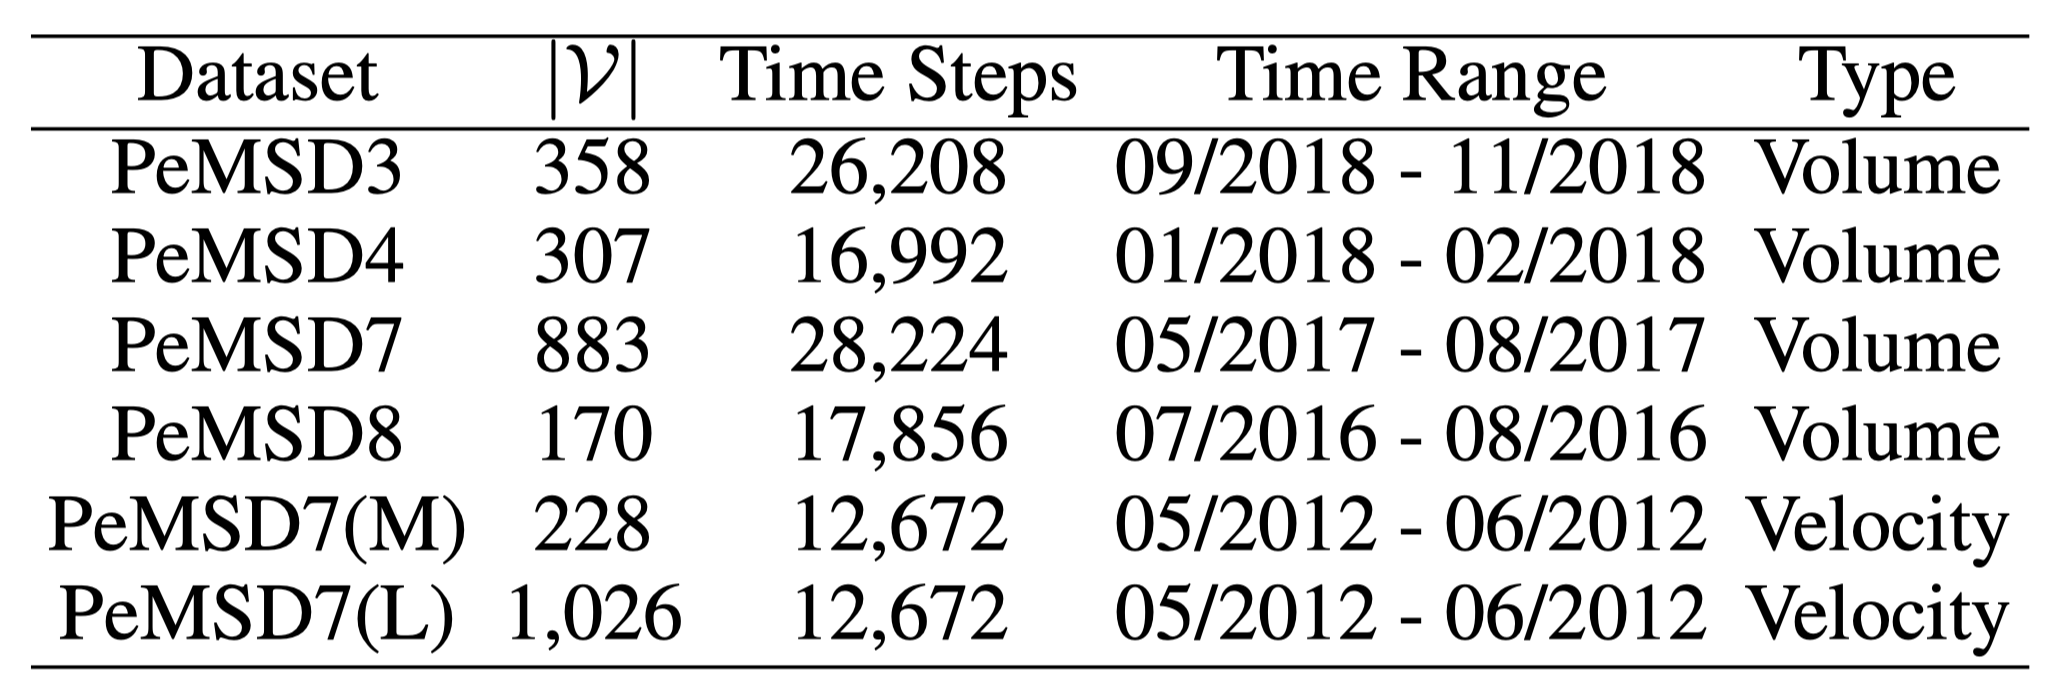 Dataset |𝒱| Time Steps Time Range Type
PeMSD3 358 26,208 09/2018 - 11/2018 Volume
PeMSD4 307 16,992 01/2018 - 02/2018 Volume
PeMSD7 883 28,224 05/2017 - 08/2017 Volume
PeMSD8 170 17,856 07/2016 - 08/2016 Volume
PeMSD7(M) 228 12,672 05/2012 - 06/2012 Velocity
PeMSD7(L) 1,026 12,672 05/2012 - 06/2012 Velocity